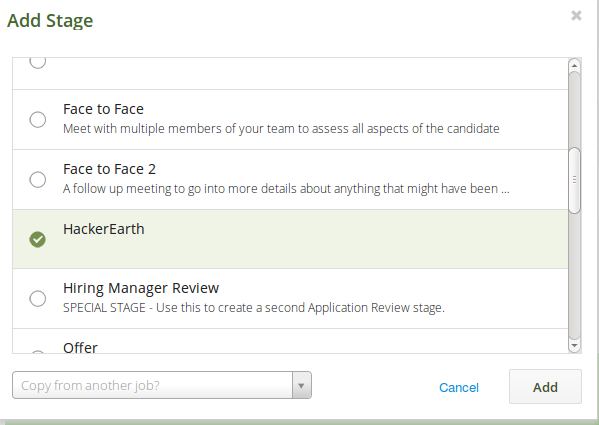 Add Stage
Face to Face
Meet with multiple members of your team to assess all aspects of the candidate
Face to Face 2
A follow up meeting to go into more details about anything that might have been ...
HackerEarth
Hiring Manager Review
SPECIAL STAGE - Use this to create a second Application Review stage.
Offer
Copy from another job?
Cancel
Add